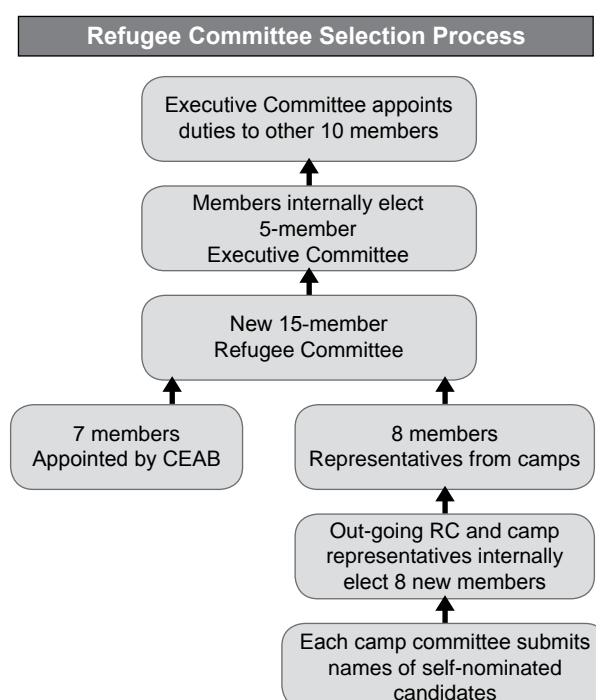 Refugee Committee Selection Process
Executive Committee appoints
duties to other 10 members
Members internally elect
5-member
Executive Committee
New 15-member
Refugee Committee
7 members
Appointed by CEAB
8 members
Representatives from camps
Out-going RC and camp
representatives internally
elect 8 new members
Each camp committee submits
names of self-nominated
candidates